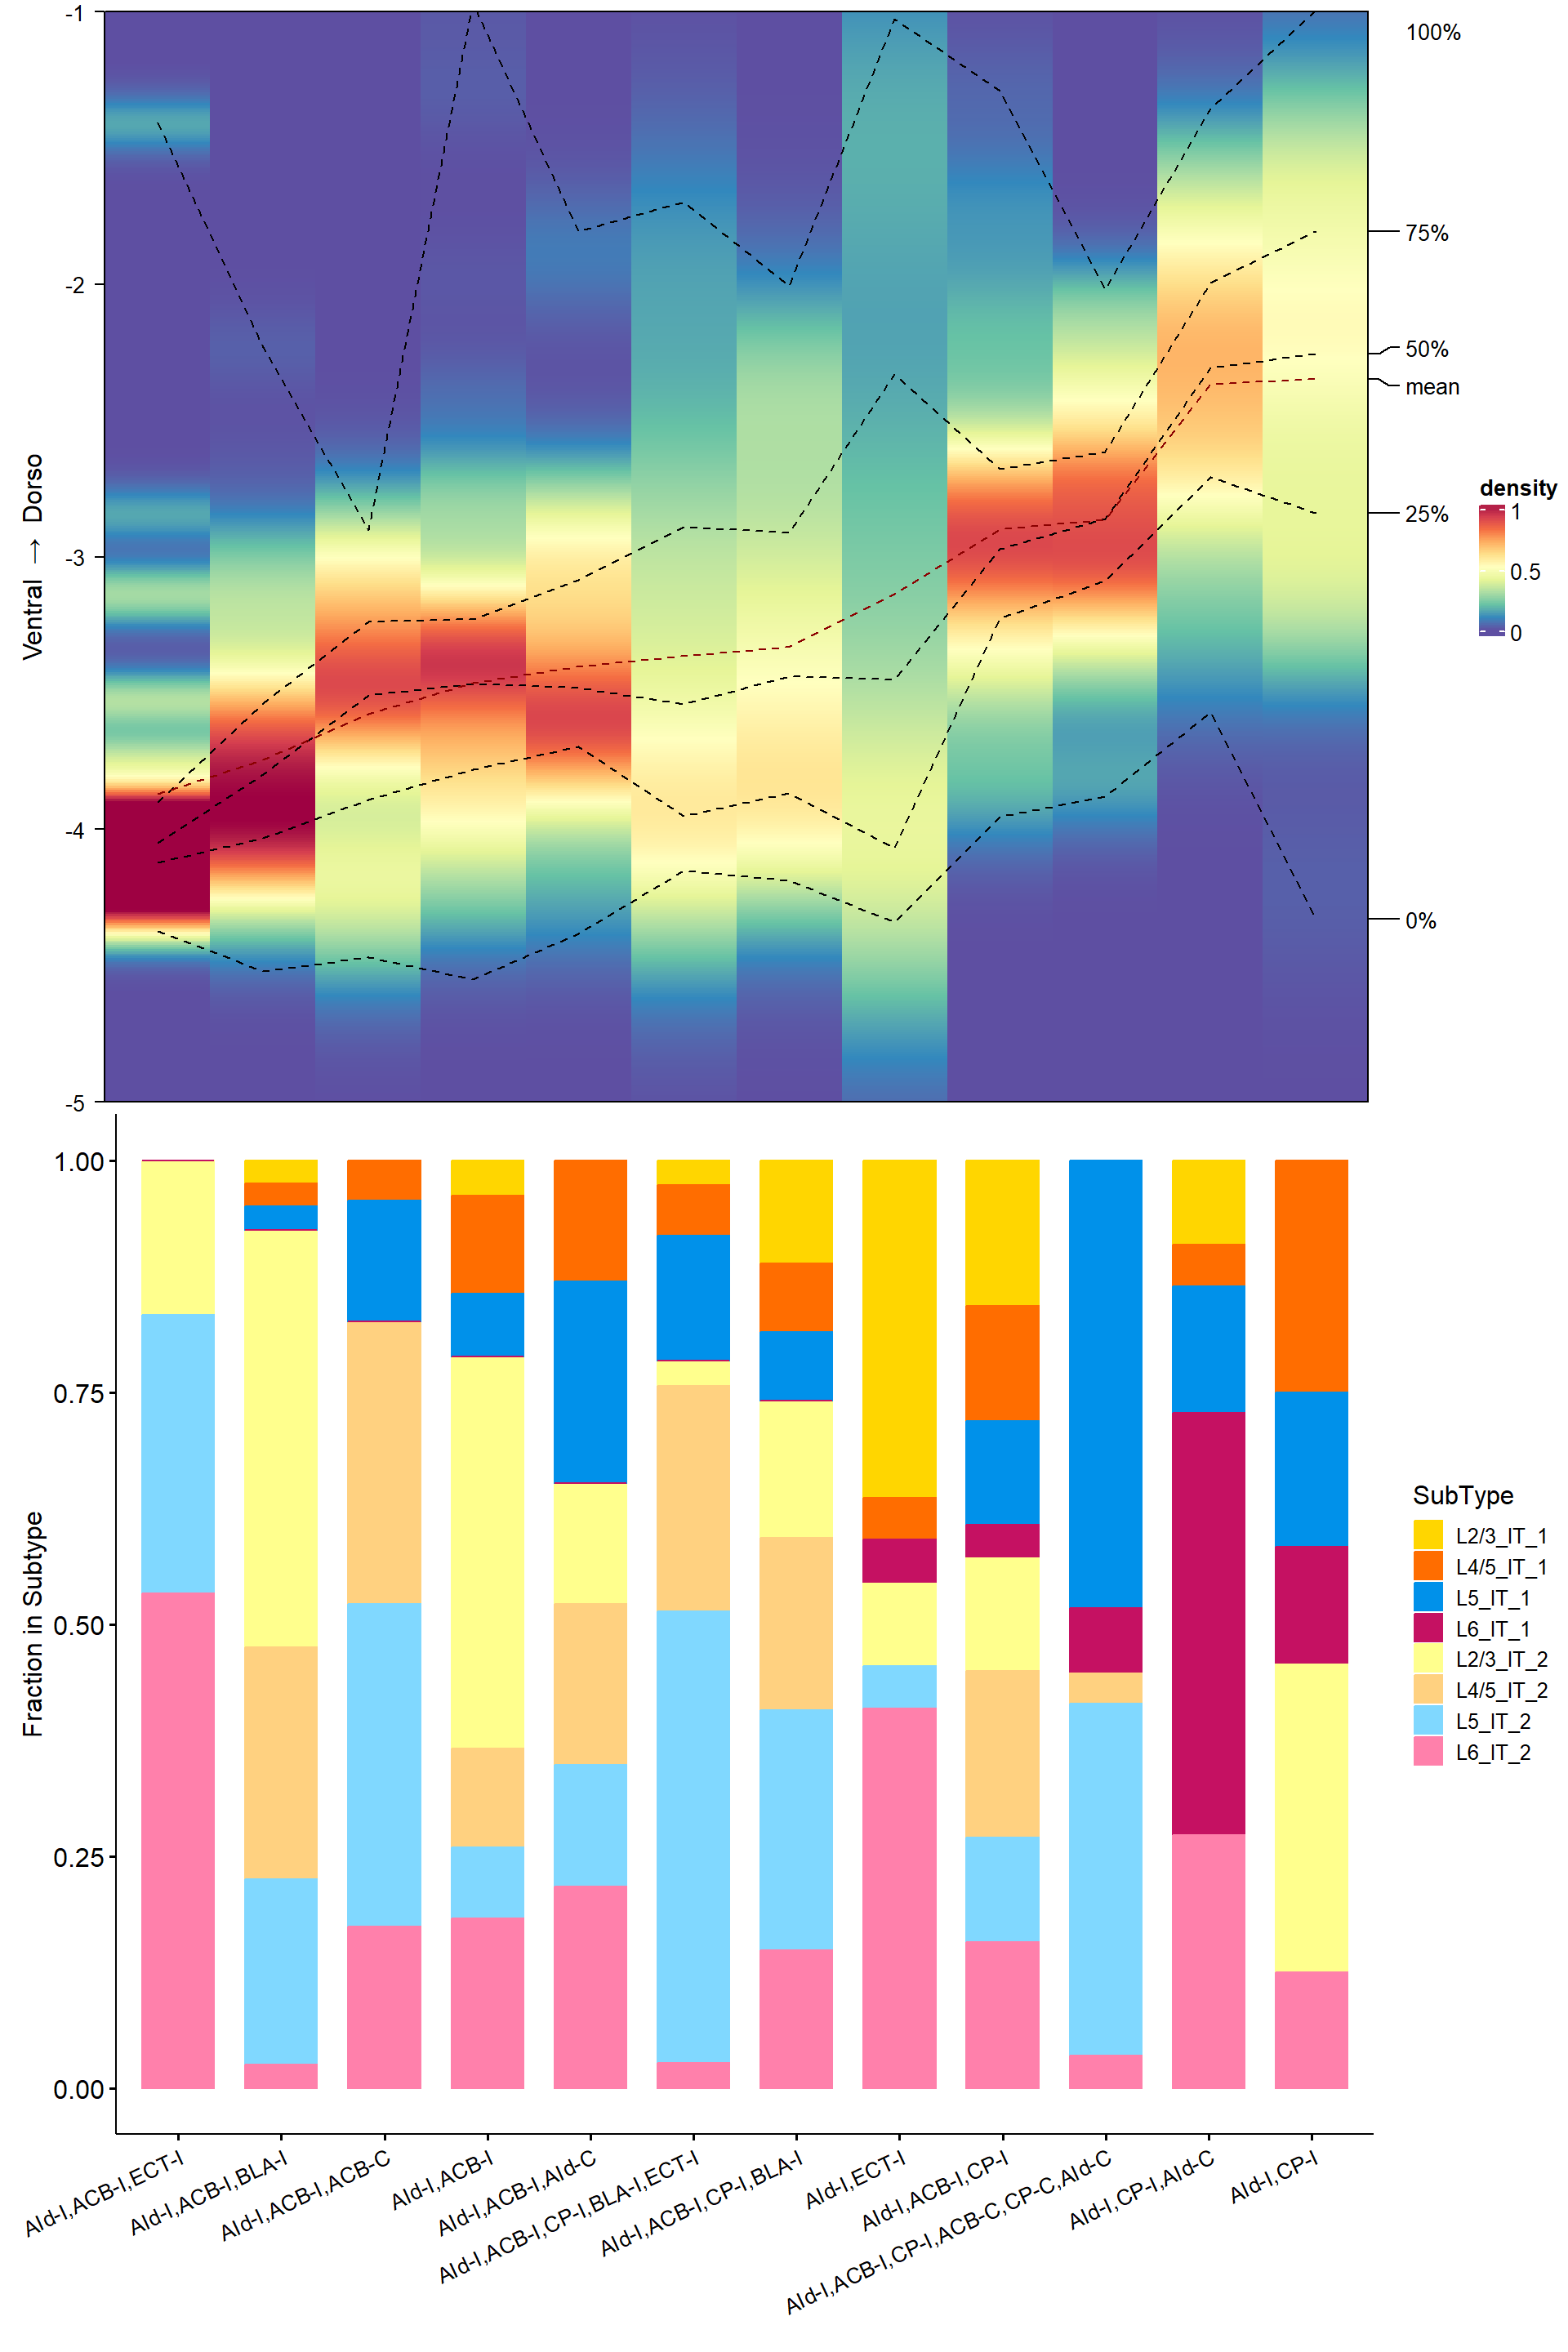 -1
-2
-3
-4
-5
Ventral → Dorso
100%
75%
50%
mean
25%
0%
density
1
0.5
0
1.00
0.75
0.50
0.25
0.00
Fraction in Subtype
SubType
L2/3_IT_1
L4/5_IT_1
L5_IT_1
L6_IT_1
L2/3_IT_2
L4/5_IT_2
L5_IT_2
L6_IT_2
AId-I,ACB-I,ECT-I
AId-I,ACB-I,BLA-I
AId-I,ACB-I,ACB-C
AId-I,ACB-I
AId-I,ACB-I,AId-C
AId-I,ACB-I,CP-I,BLA-I,ECT-I
AId-I,ACB-I,CP-I,BLA-I
AId-I,ECT-I
AId-I,ACB-I,CP-I
AId-I,ACB-I,CP-I,ACB-C,CP-C,AId-C
AId-I,CP-I,AId-C
AId-I,CP-I